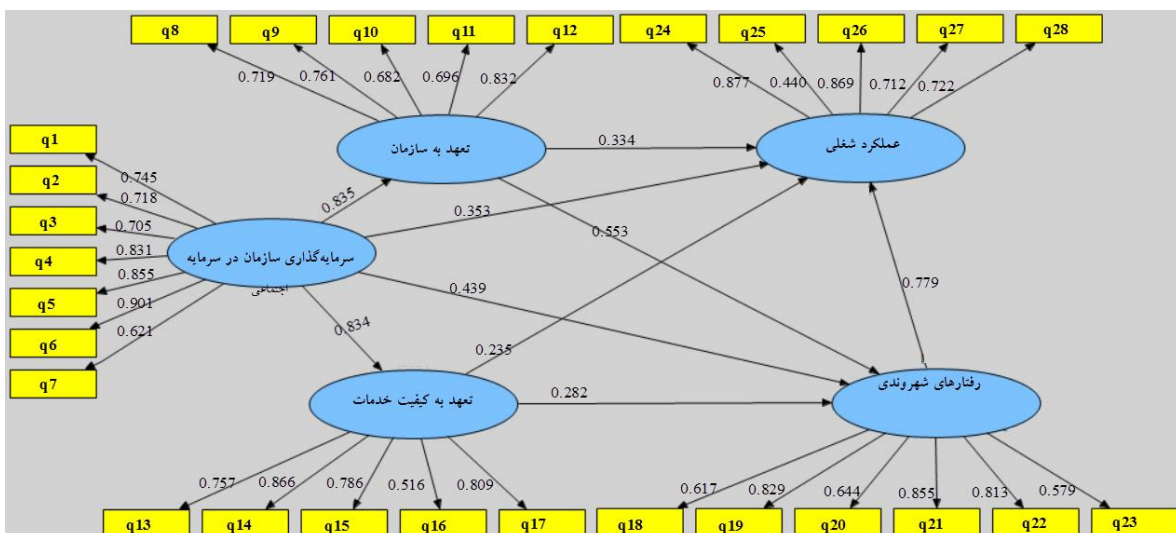 q8 q9 q10 q11 q12 q24 q25 q26 q27 q28
0.719 0.761 0.682 0.696 0.832 0.877 0.440 0.869 0.712 0.722
q1
q2
q3
q4
q5
q6
q7
0.745
0.718
0.705
0.831
0.855
0.901
0.621
تعهد به سازمان
عملکرد شغلی
0.334
0.835
0.353
0.553
سرمایه‌گذاری سازمان در سرمایه
اجتماعی
0.439
0.779
0.834
0.235
تعهد به کیفیت خدمات
0.282
رفتارهای شهروندی
0.757 0.866 0.786 0.516 0.809 0.617 0.829 0.644 0.855 0.813 0.579
q13 q14 q15 q16 q17 q18 q19 q20 q21 q22 q23